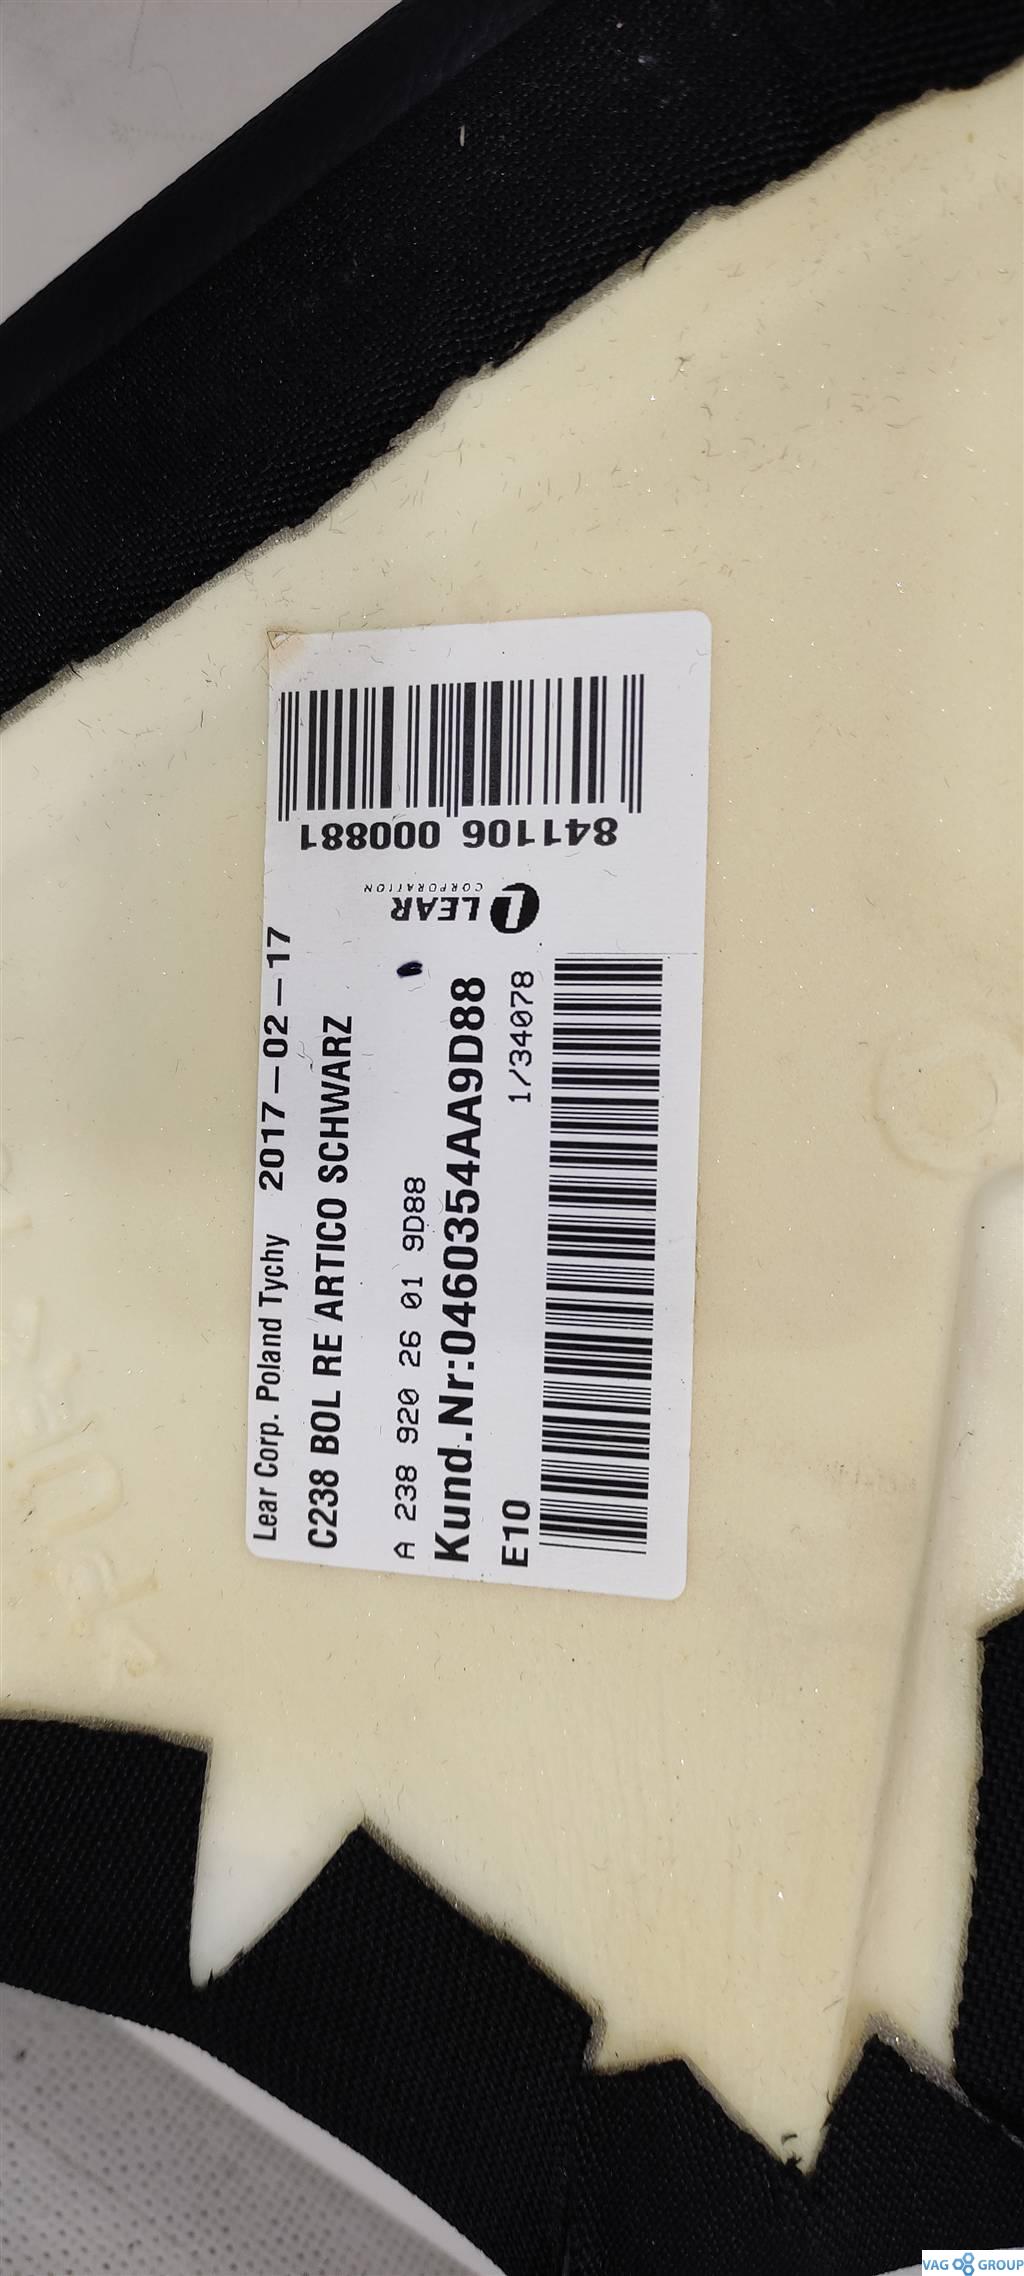 Lear Corp. Poland Tychy 2017-02-17
C238 BOL RE ARTICO SCHWARZ
A 238 920 26 01 9D88
Kund.Nr:0460354AA9D88
E10 1/34078
LEAR
CORPORATION
841106 000881
VAG GROUP